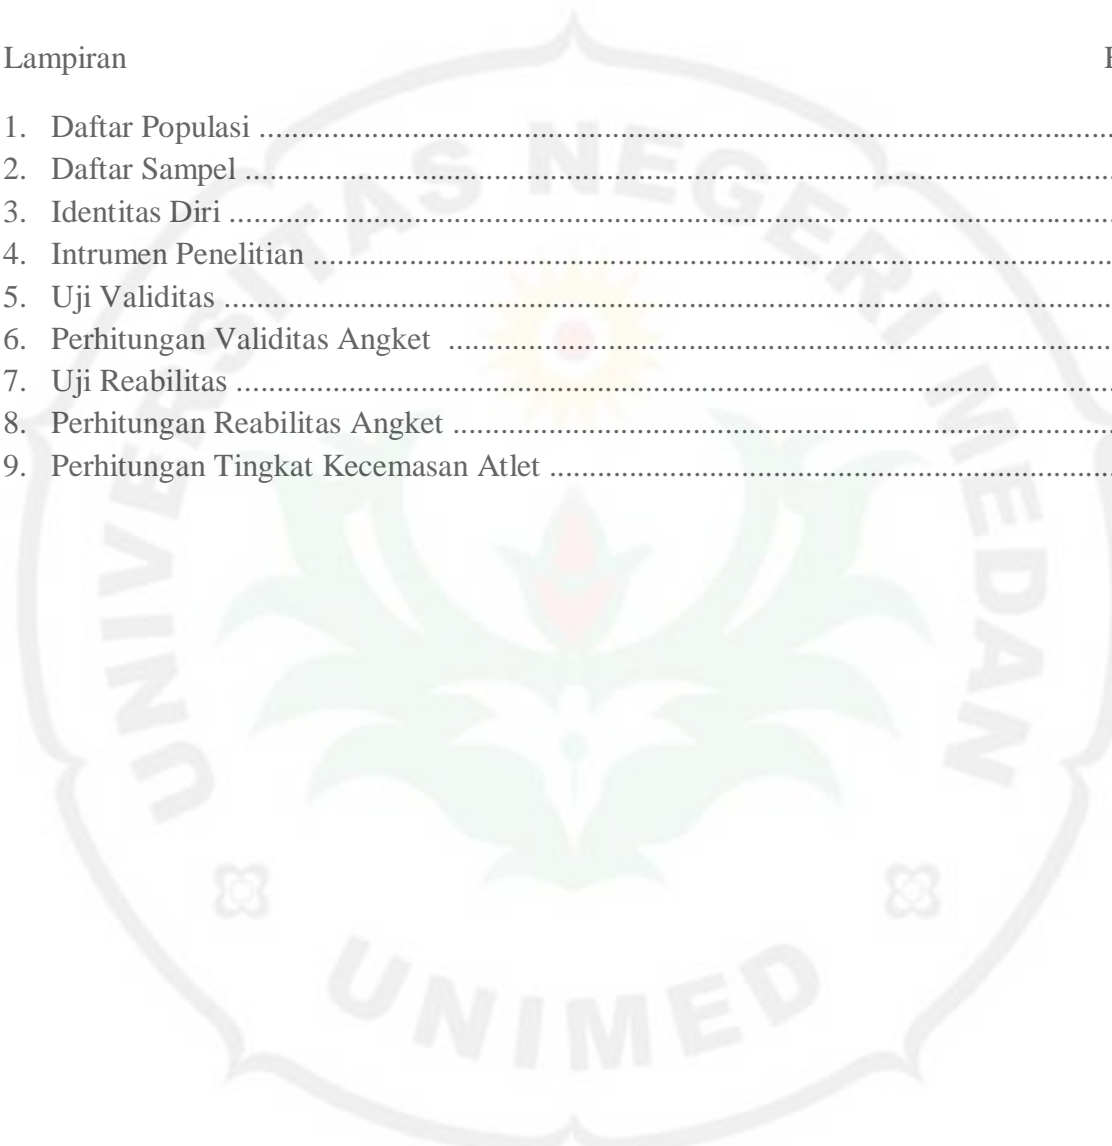 Lampiran
1. Daftar Populasi ....................................................................................................
2. Daftar Sampel ....................................................................................................
3. Identitas Diri ....................................................................................................
4. Intrumen Penelitian ....................................................................................................
5. Uji Validitas ....................................................................................................
6. Perhitungan Validitas Angket ....................................................................................................
7. Uji Reabilitas ....................................................................................................
8. Perhitungan Reabilitas Angket ....................................................................................................
9. Perhitungan Tingkat Kecemasan Atlet ....................................................................................................
UNIVERSITAS NEGERI MEDAN
UNIMED